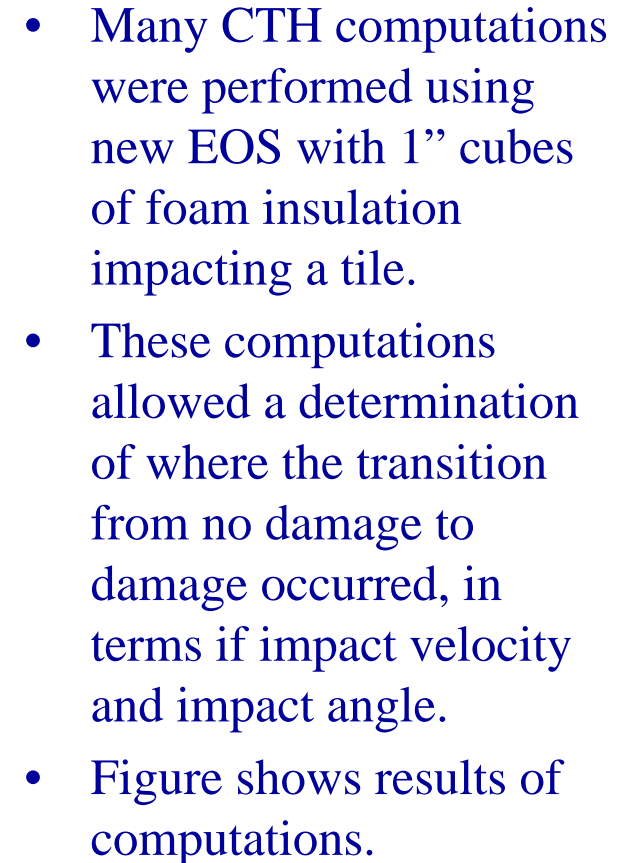 • Many CTH computations
were performed using
new EOS with 1” cubes
of foam insulation
impacting a tile.
• These computations
allowed a determination
of where the transition
from no damage to
damage occurred, in
terms if impact velocity
and impact angle.
• Figure shows results of
computations.